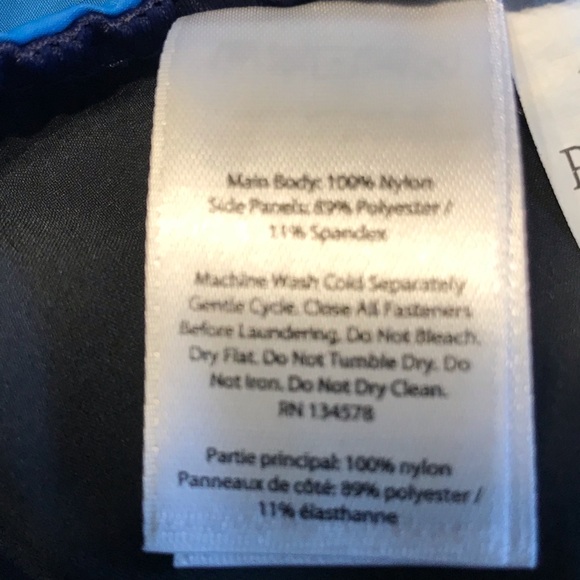 Main Body: 100% Nylon
Side Panels: 89% Polyester /
11% Spandex
Machine Wash Cold Separately
Gentle Cycle. Close All Fasteners
Before Laundering. Do Not Bleach.
Dry Flat. Do Not Tumble Dry. Do
Not Iron. Do Not Dry Clean.
RN 134578
Partie principal: 100% nylon
Panneaux de côté: 89% polyester /
11% élasthanne